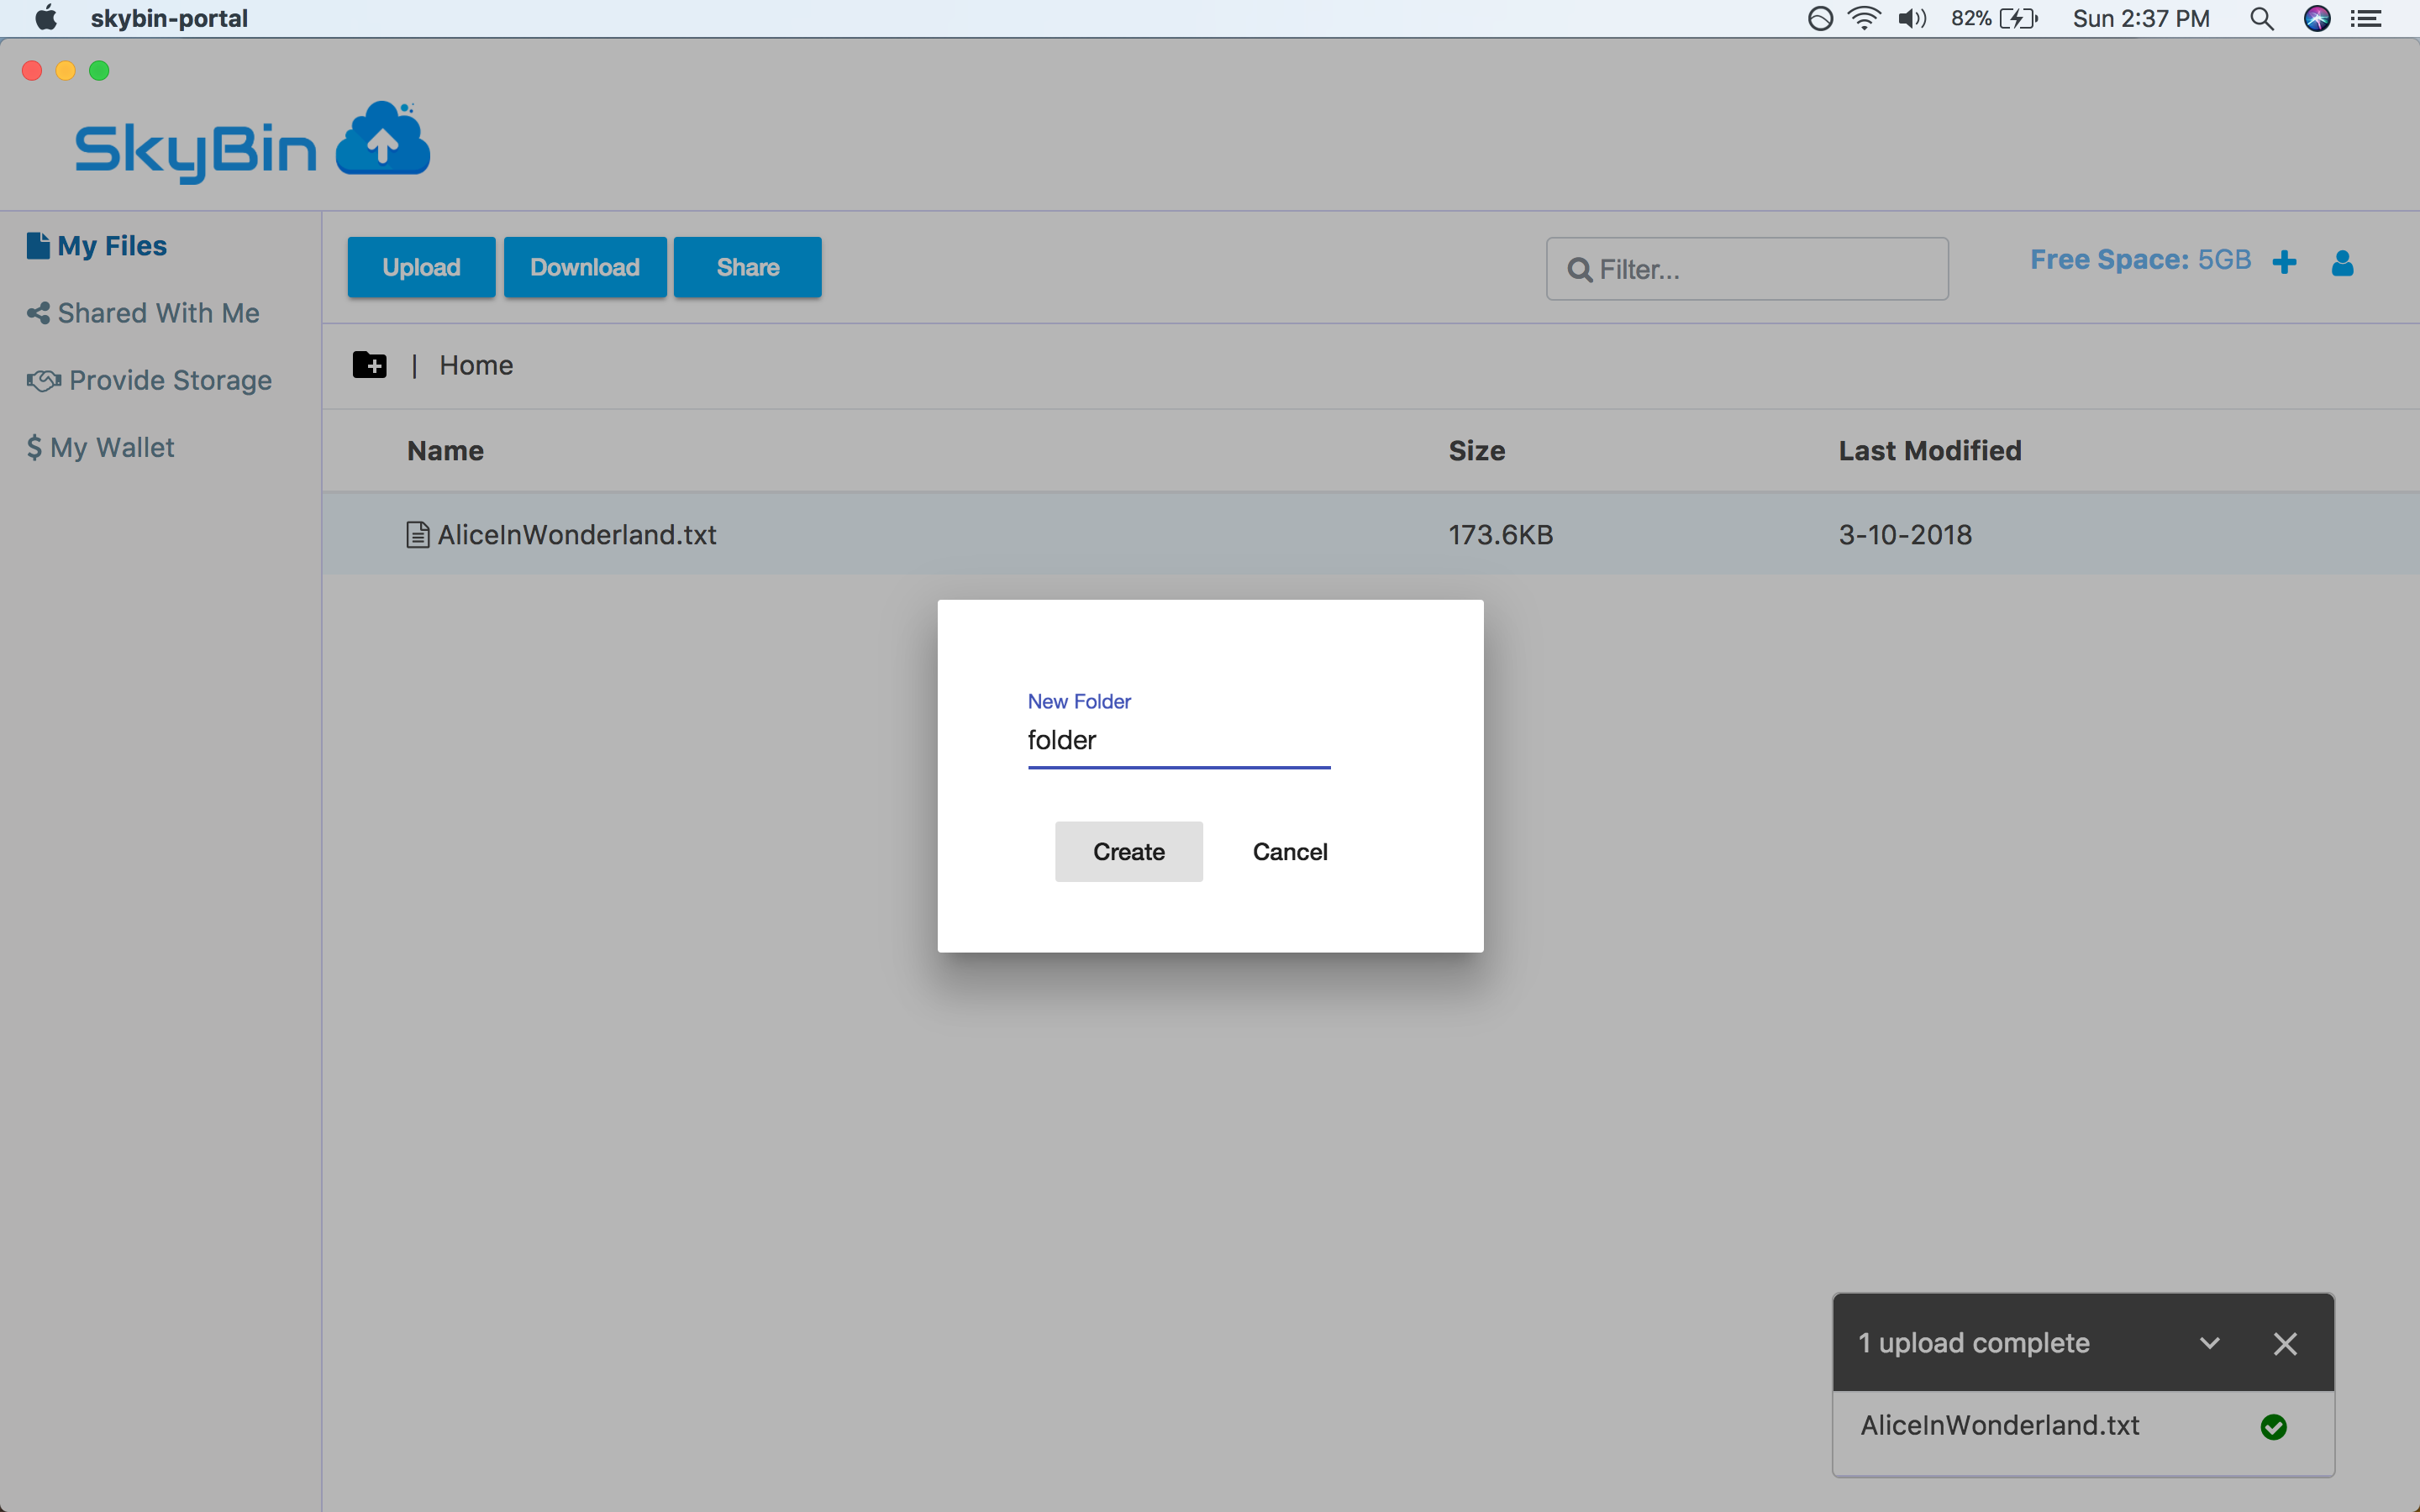 skybin-portal
82%
Sun 2:37 PM
SkyBin
My Files
Shared With Me
Provide Storage
$ My Wallet
Upload
Download
Share
Filter...
Free Space: 5GB
| Home
Name
Size
Last Modified
AliceInWonderland.txt
173.6KB
3-10-2018
New Folder
folder
Create
Cancel
1 upload complete
AliceInWonderland.txt